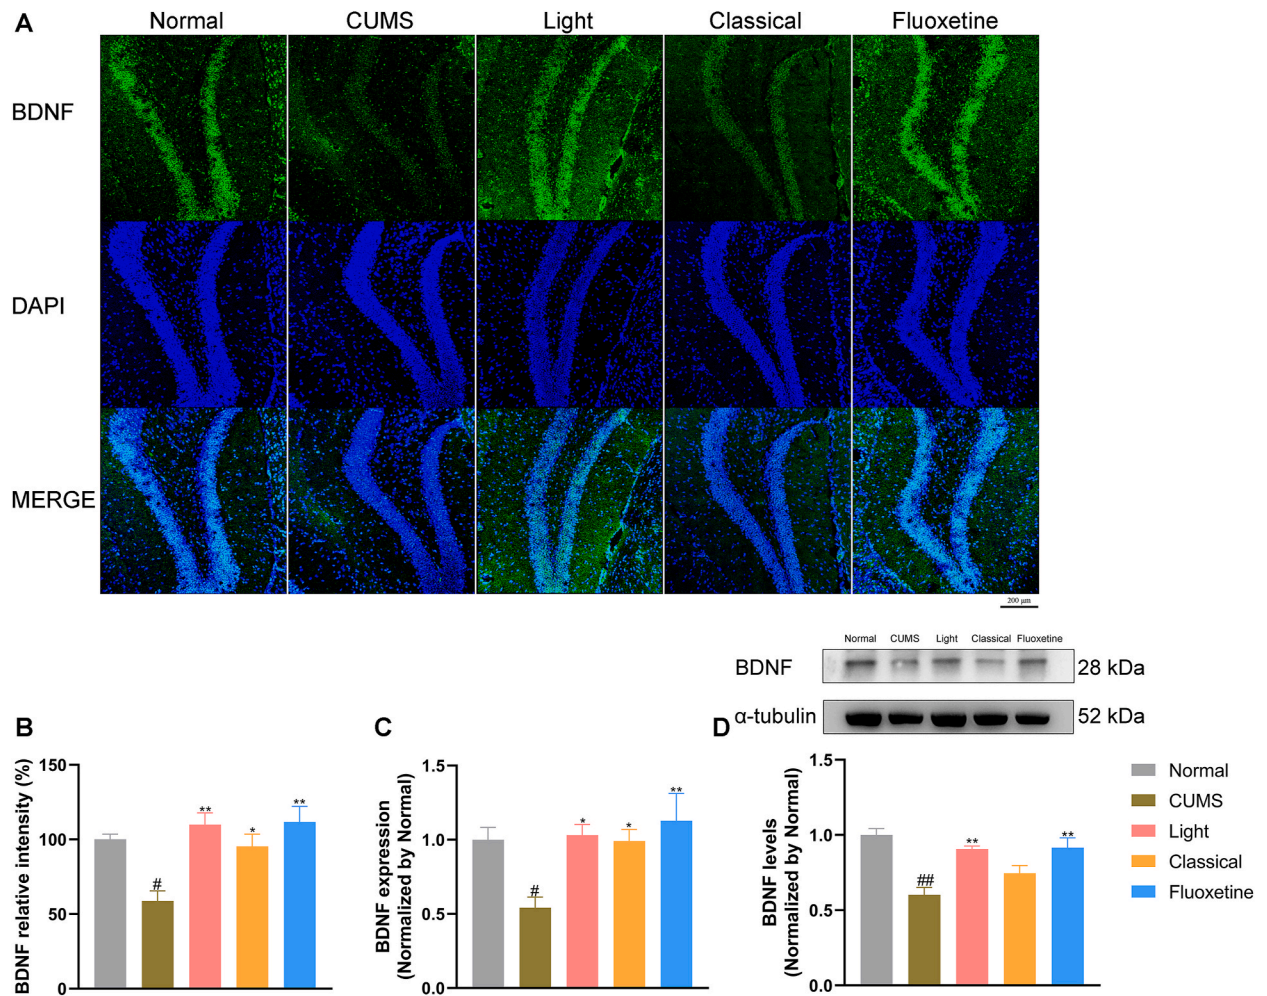 A
Normal CUMS Light Classical Fluoxetine
BDNF
DAPI
MERGE
200 μm
Normal CUMS Light Classical Fluoxetine
BDNF 28 kDa
α-tubulin 52 kDa
B
BDNF relative intensity (%)
150
100
50
0
#
**
*
**
C
BDNF expression
(Normalized by Normal)
1.5
1.0
0.5
0.0
#
*
*
**
D
BDNF levels
(Normalized by Normal)
1.5
1.0
0.5
0.0
##
**
**
Normal
CUMS
Light
Classical
Fluoxetine